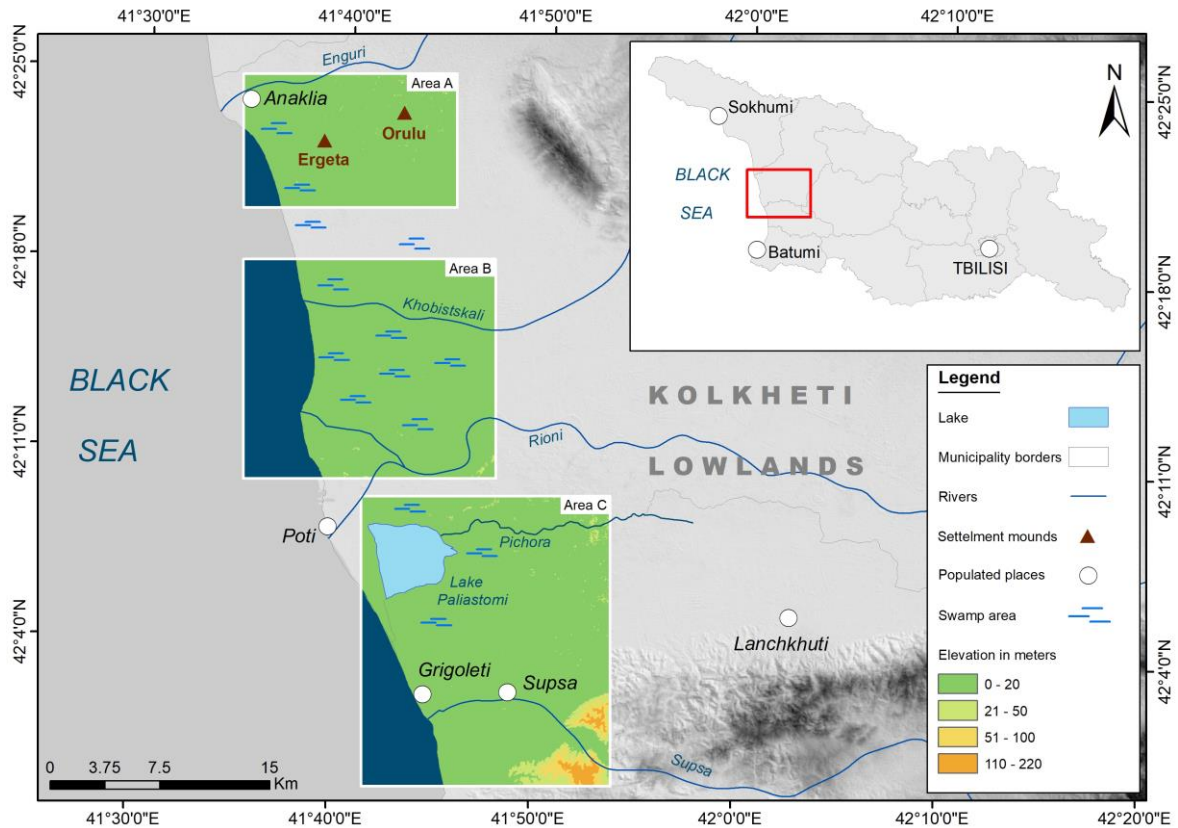 41°30'0"E
41°40'0"E
41°50'0"E
42°0'0"E
42°10'0"E
42°25'0"N
42°18'0"N
42°11'0"N
42°4'0"N
Enguri
Area A
Anaklia
Orulu
Ergeta
Area B
Khobistskali
BLACK
SEA
Rioni
KOLKHETI
LOWLANDS
Area C
Poti
Pichora
Lake
Paliastomi
Lanchkhuti
Grigoleti
Supsa
Supsa
0 3.75 7.5 15
Km
Sokhumi
BLACK
SEA
Batumi
TBILISI
N
Legend
Lake
Municipality borders
Rivers
Settelment mounds
Populated places
Swamp area
Elevation in meters
0 - 20
21 - 50
51 - 100
110 - 220
42°25'0"N
42°18'0"N
42°11'0"N
42°4'0"N
41°30'0"E
41°40'0"E
41°50'0"E
42°0'0"E
42°10'0"E
42°20'0"E